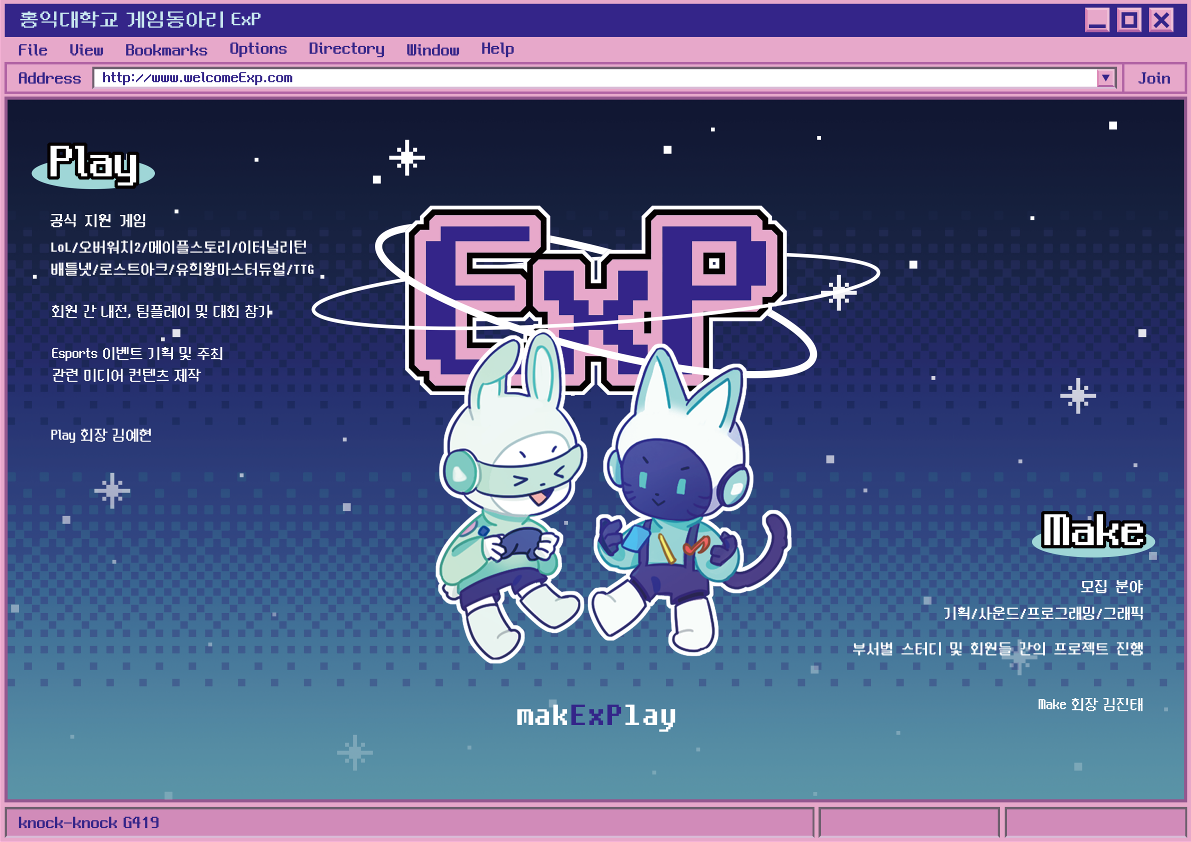 홍익대학교 게임동아리 ExP
File View Bookmarks Options Directory Window Help
Address http://www.welcomeExp.com Join
Play
공식 지원 게임
LoL/오버워치2/메이플스토리/이터널리턴
배틀넷/로스트아크/유희왕마스터듀얼/TTG
회원 간 내전, 팀플레이 및 대회 참가
Esports 이벤트 기획 및 주최
관련 미디어 컨텐츠 제작
Play 회장 김예현
ExP
Make
모집 분야
기획/사운드/프로그래밍/그래픽
부서별 스터디 및 회원들 간의 프로젝트 진행
Make 회장 김진태
makExPlay
knock-knock G419